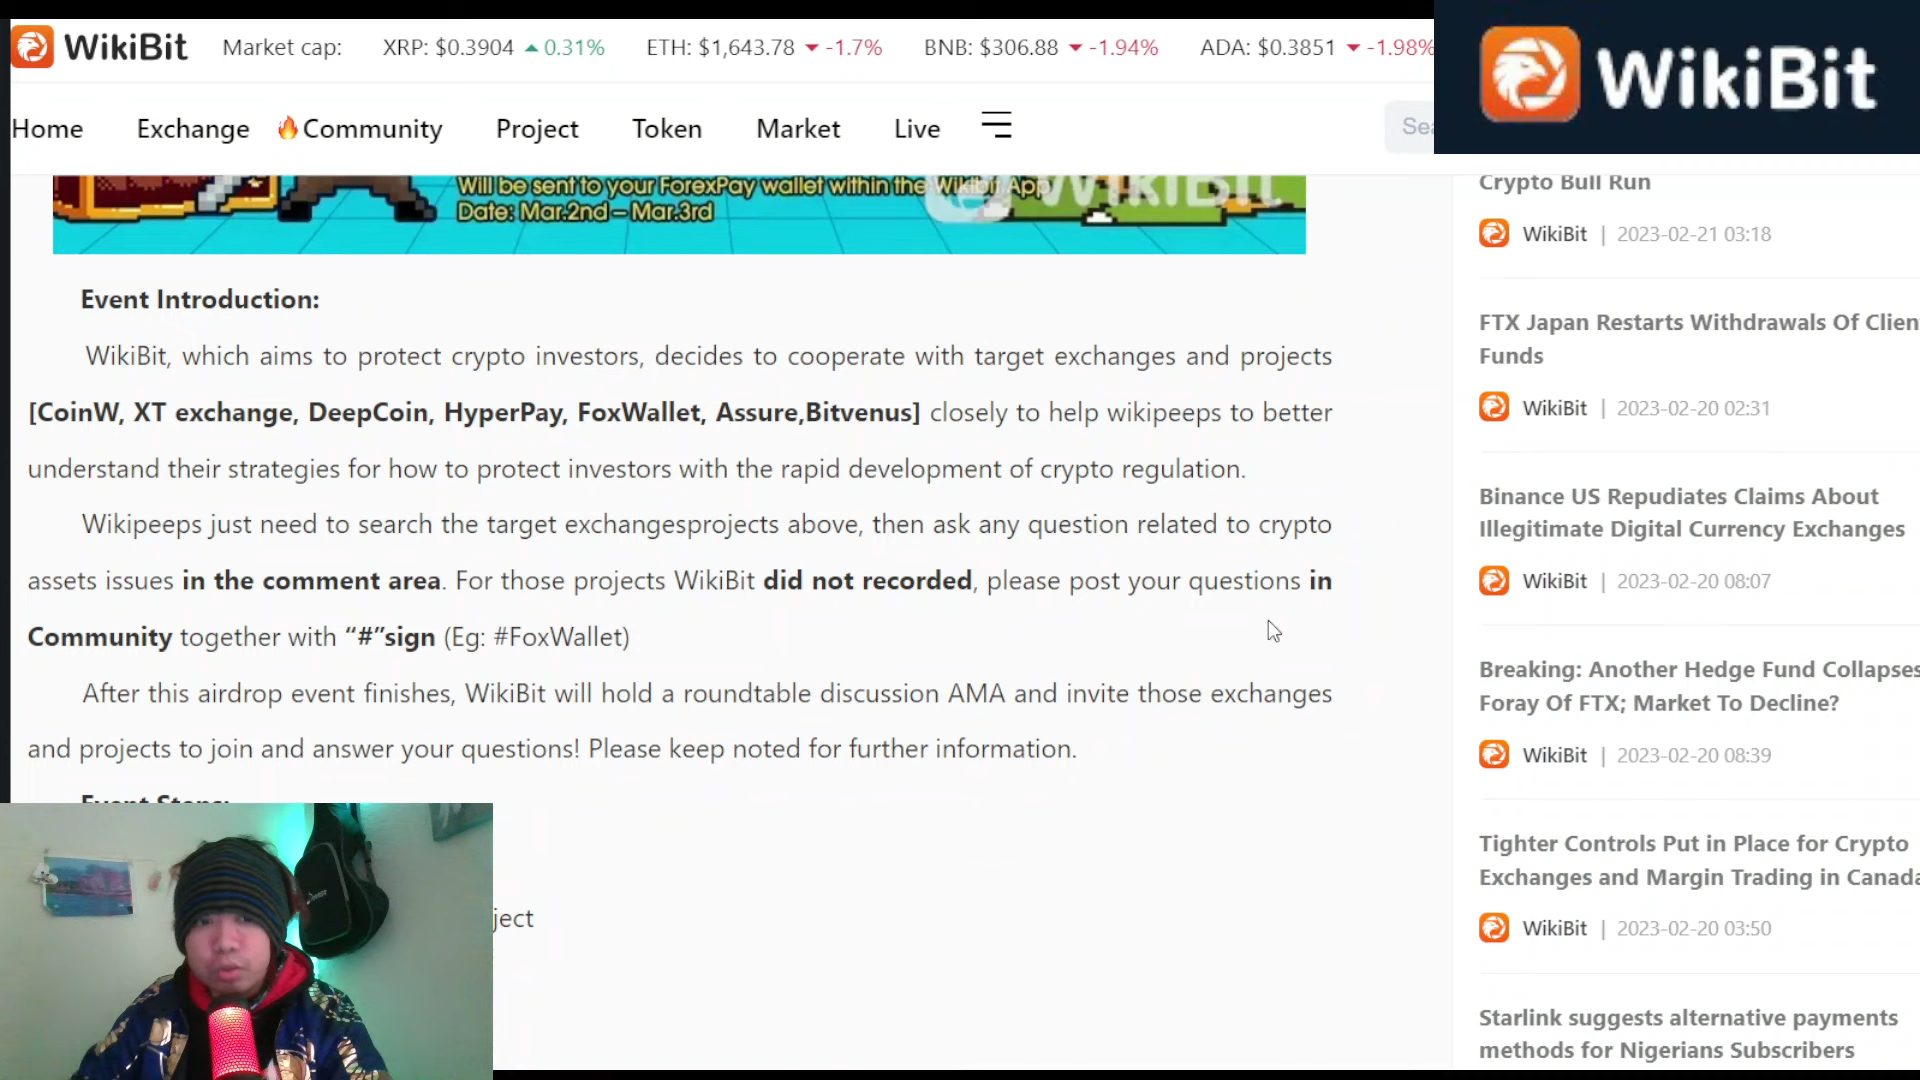 WikiBit Market cap: XRP: $0.3904 0.31% ETH: $1,643.78 -1.7% BNB: $306.88 -1.94% ADA: $0.3851 -1.98%
WikiBit
Home Exchange Community Project Token Market Live
Will be sent to your ForexPay wallet within the Wikibit App
Date: Mar.2nd – Mar.3rd
WikiBit
Event Introduction:
WikiBit, which aims to protect crypto investors, decides to cooperate with target exchanges and projects
[CoinW, XT exchange, DeepCoin, HyperPay, FoxWallet, Assure,Bitvenus] closely to help wikipeeps to better
understand their strategies for how to protect investors with the rapid development of crypto regulation.
Wikipeeps just need to search the target exchangesprojects above, then ask any question related to crypto
assets issues in the comment area. For those projects WikiBit did not recorded, please post your questions in
Community together with “#”sign (Eg: #FoxWallet)
After this airdrop event finishes, WikiBit will hold a roundtable discussion AMA and invite those exchanges
and projects to join and answer your questions! Please keep noted for further information.
Event Steps:
ject
Crypto Bull Run
WikiBit | 2023-02-21 03:18
FTX Japan Restarts Withdrawals Of Clien
Funds
WikiBit | 2023-02-20 02:31
Binance US Repudiates Claims About
Illegitimate Digital Currency Exchanges
WikiBit | 2023-02-20 08:07
Breaking: Another Hedge Fund Collapses
Foray Of FTX; Market To Decline?
WikiBit | 2023-02-20 08:39
Tighter Controls Put in Place for Crypto
Exchanges and Margin Trading in Canada
WikiBit | 2023-02-20 03:50
Starlink suggests alternative payments
methods for Nigerians Subscribers